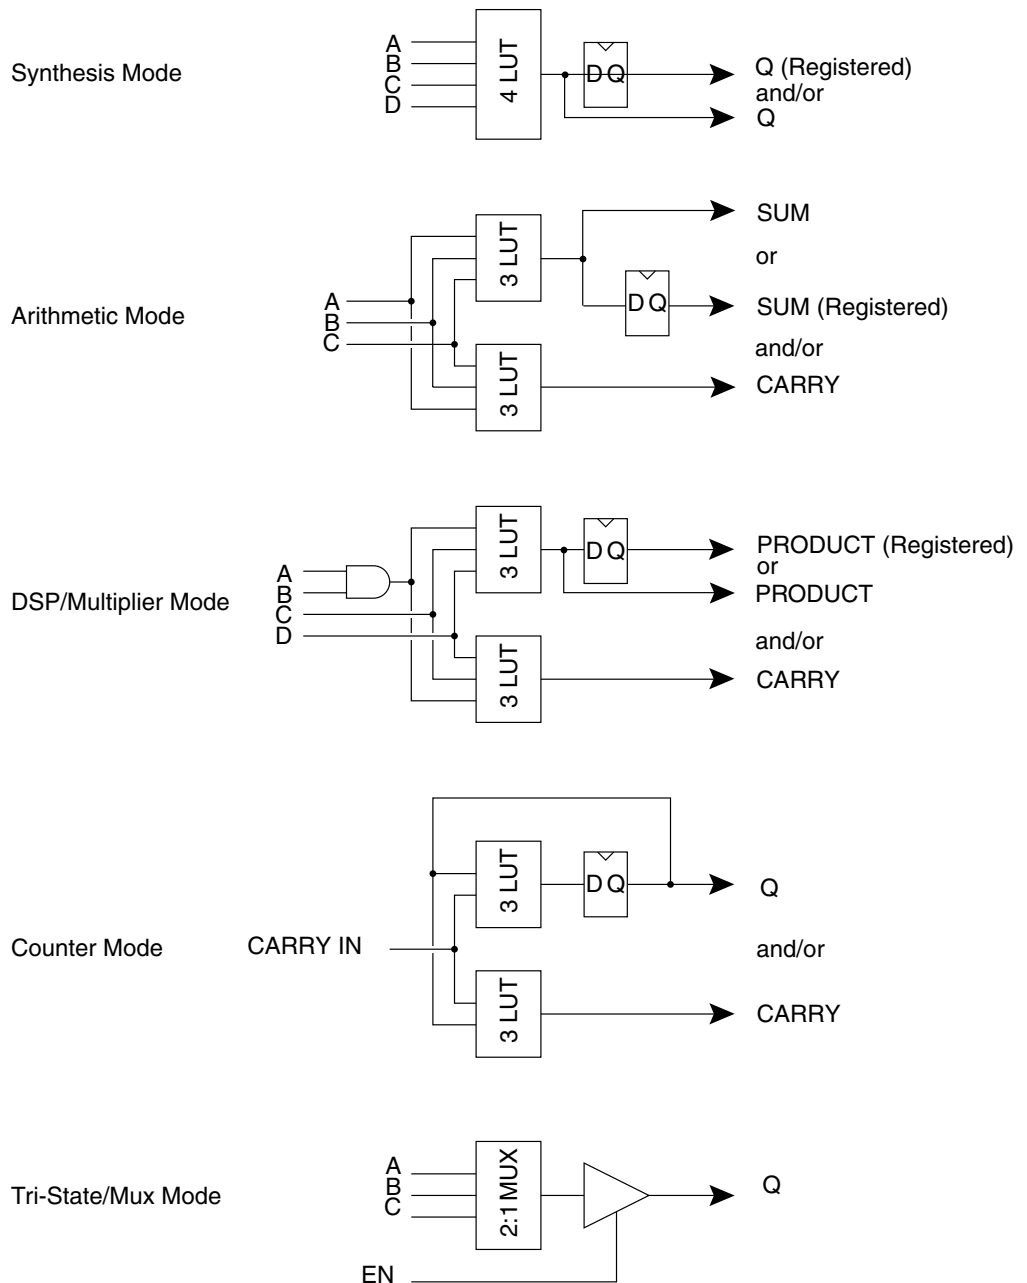 Synthesis Mode
A
B
C
D
4 LUT
D Q
Q (Registered)
and/or
Q
Arithmetic Mode
A
B
C
3 LUT
3 LUT
D Q
SUM
or
SUM (Registered)
and/or
CARRY
DSP/Multiplier Mode
A
B
C
D
3 LUT
3 LUT
D Q
PRODUCT (Registered)
or
PRODUCT
and/or
CARRY
Counter Mode
CARRY IN
3 LUT
3 LUT
D Q
Q
and/or
CARRY
Tri-State/Mux Mode
A
B
C
EN
2:1 MUX
Q